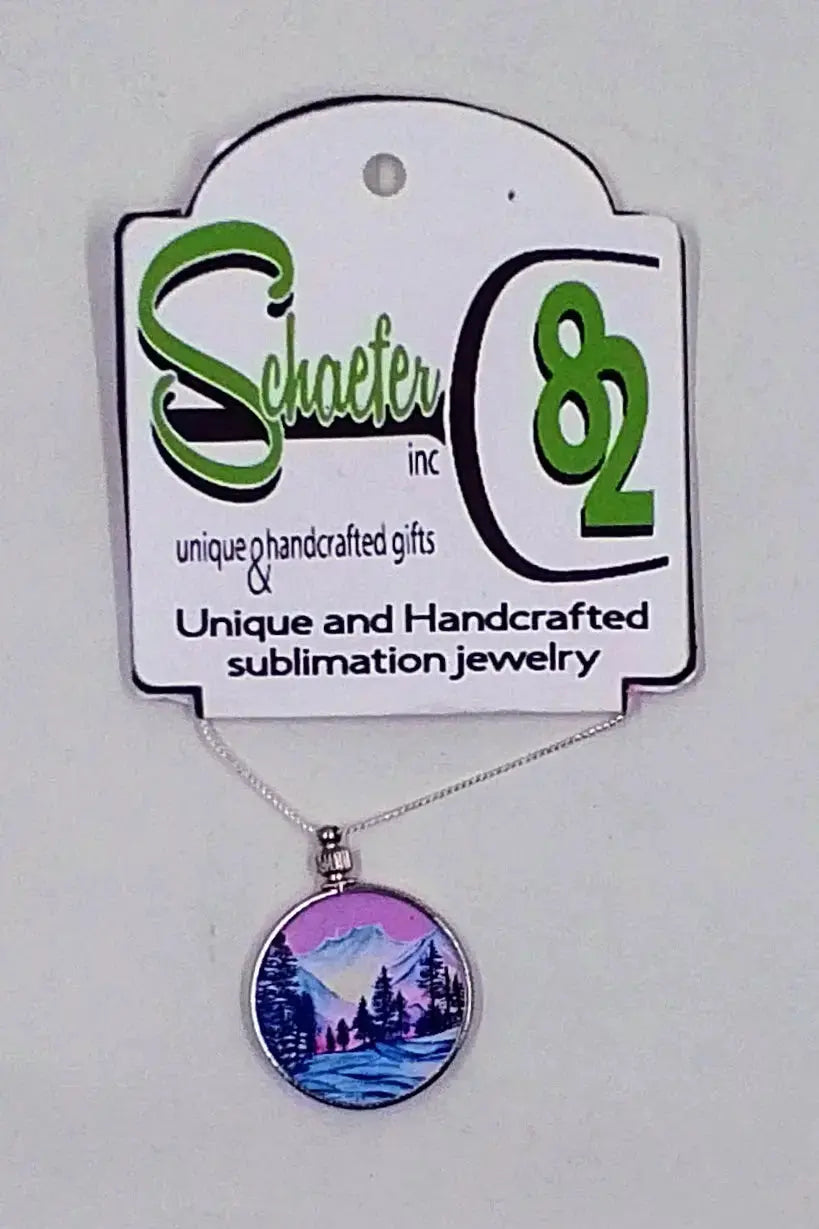 Schaefer
inc
82
unique & handcrafted gifts
Unique and Handcrafted
sublimation jewelry